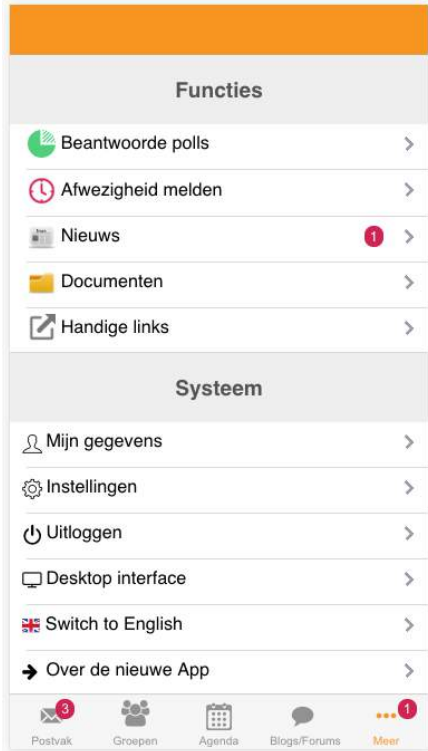 Functies
Beantwoorde polls
Afwezigheid melden
Nieuws 1
Documenten
Handige links
Systeem
Mijn gegevens
Instellingen
Uitloggen
Desktop interface
Switch to English
Over de nieuwe App
3 1
Postvak Groepen Agenda Blogs/Forums Meer